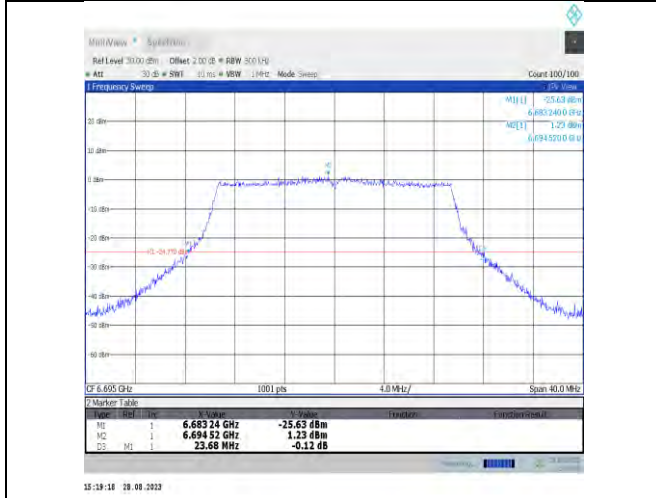 MultiView Spectrum
Ref Level 30.00 dBm Offset 2.00 dB RBW 300 kHz
Att 30 dB SWT 10 ms VBW 1 MHz Mode Sweep Count 100/100
1 Frequency Sweep 1Pk View
M1[1] -25.63 dBm
6.683 2400 GHz
M2[1] 1.23 dBm
6.694 5200 GHz
20 dBm
10 dBm
0 dBm
-10 dBm
-20 dBm
-30 dBm
-40 dBm
-50 dBm
-60 dBm
CF 6.695 GHz 1001 pts 4.0 MHz/ Span 40.0 MHz
2 Marker Table
Type Ref Trc X-Value Y-Value Function Function Result
M1 1 6.683 24 GHz -25.63 dBm
M2 1 6.694 52 GHz 1.23 dBm
D3 M1 1 23.68 MHz -0.12 dB
15:19:18 28.08.2023